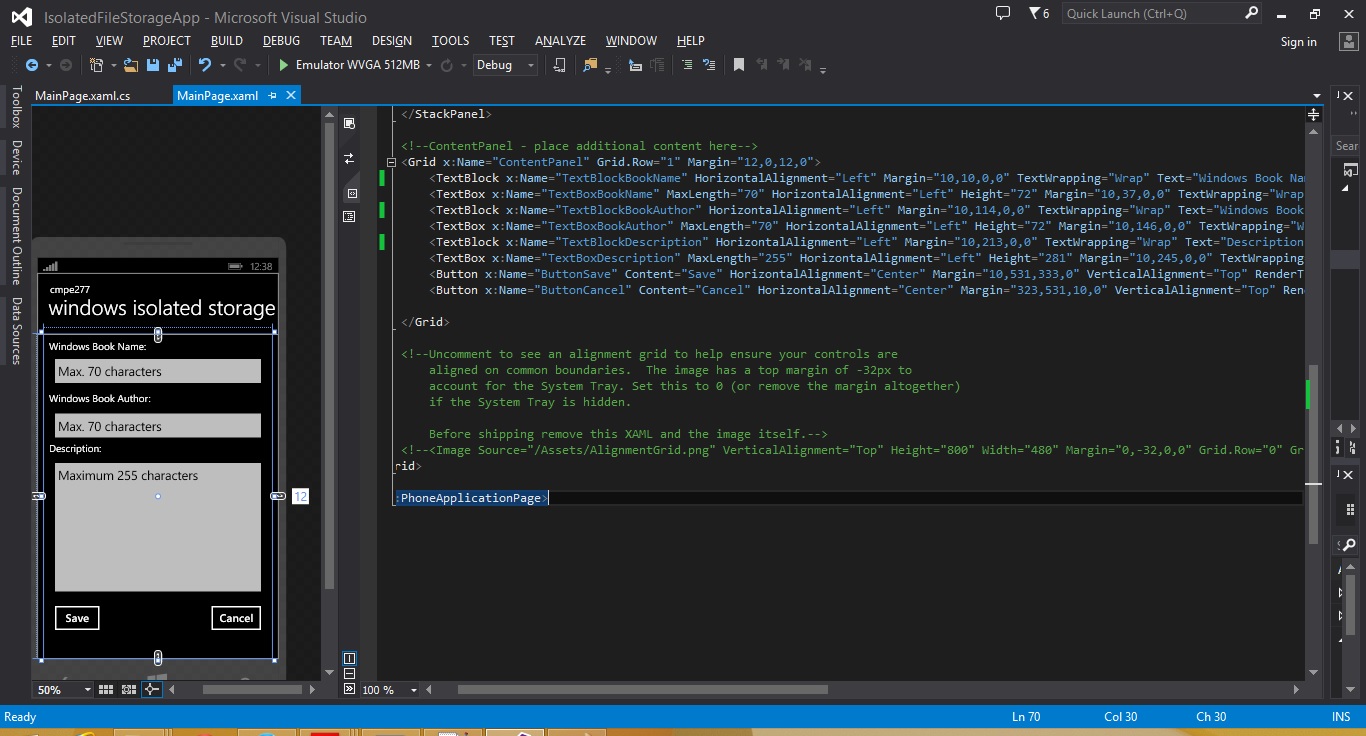 IsolatedFileStorageApp - Microsoft Visual Studio
6
Quick Launch (Ctrl+Q)
FILE EDIT VIEW PROJECT BUILD DEBUG TEAM DESIGN TOOLS TEST ANALYZE WINDOW HELP
Sign in
Emulator WVGA 512MB
Debug
Toolbox
Device
Document Outline
Data Sources
MainPage.xaml.cs
MainPage.xaml
12:38
cmpe277
windows isolated storage
Windows Book Name:
Max. 70 characters
Windows Book Author:
Max. 70 characters
Description:
Maximum 255 characters
12
Save
Cancel
50%
</StackPanel>
<!--ContentPanel - place additional content here-->
<Grid x:Name="ContentPanel" Grid.Row="1" Margin="12,0,12,0">
<TextBlock x:Name="TextBlockBookName" HorizontalAlignment="Left" Margin="10,10,0,0" TextWrapping="Wrap" Text="Windows Book Na
<TextBox x:Name="TextBoxBookName" MaxLength="70" HorizontalAlignment="Left" Height="72" Margin="10,37,0,0" TextWrapping="Wrap
<TextBlock x:Name="TextBlockBookAuthor" HorizontalAlignment="Left" Margin="10,114,0,0" TextWrapping="Wrap" Text="Windows Book
<TextBox x:Name="TextBoxBookAuthor" MaxLength="70" HorizontalAlignment="Left" Height="72" Margin="10,146,0,0" TextWrapping="W
<TextBlock x:Name="TextBlockDescription" HorizontalAlignment="Left" Margin="10,213,0,0" TextWrapping="Wrap" Text="Description
<TextBox x:Name="TextBoxDescription" MaxLength="255" HorizontalAlignment="Left" Height="281" Margin="10,245,0,0" TextWrapping
<Button x:Name="ButtonSave" Content="Save" HorizontalAlignment="Center" Margin="10,531,333,0" VerticalAlignment="Top" RenderT
<Button x:Name="ButtonCancel" Content="Cancel" HorizontalAlignment="Center" Margin="323,531,10,0" VerticalAlignment="Top" Ren
</Grid>
<!--Uncomment to see an alignment grid to help ensure your controls are
aligned on common boundaries.  The image has a top margin of -32px to
account for the System Tray. Set this to 0 (or remove the margin altogether)
if the System Tray is hidden.
Before shipping remove this XAML and the image itself.-->
<!--<Image Source="/Assets/AlignmentGrid.png" VerticalAlignment="Top" Height="800" Width="480" Margin="0,-32,0,0" Grid.Row="0" Gr
rid>
:PhoneApplicationPage>
100 %
Sear
Ready
Ln 70
Col 30
Ch 30
INS